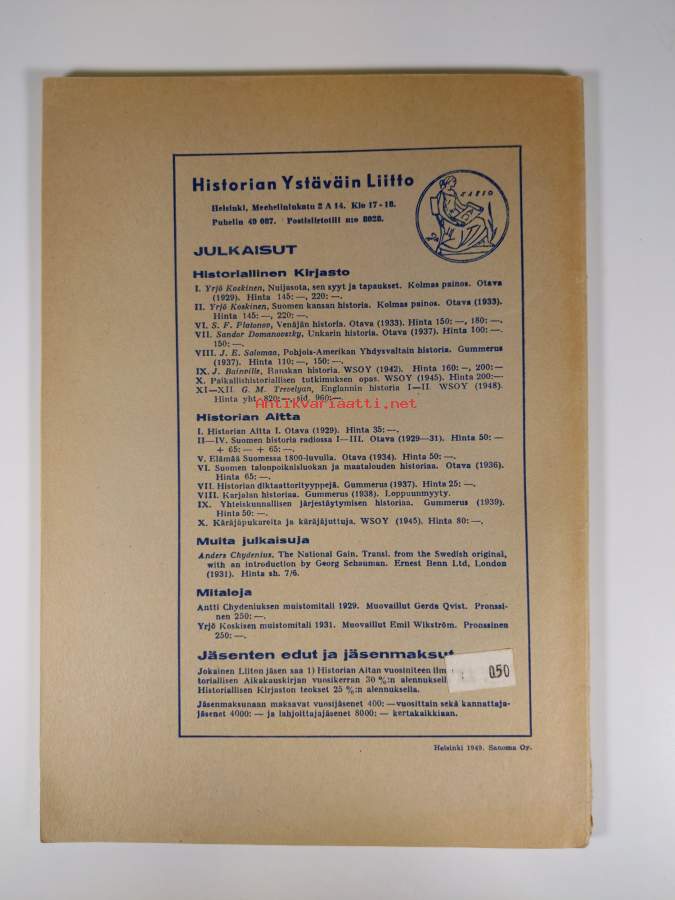 Historian Ystäväin Liitto
Helsinki, Mechelininkatu 2 A 14. Klo 17 - 18.
Puhelin 49 087. Postisiirtotili n:o 8028.
CLIO
JULKAISUT
Historiallinen Kirjasto
I. Yrjö Koskinen, Nuijasota, sen syyt ja tapaukset. Kolmas painos. Otava
(1929). Hinta 145: —, 220: —.
II. Yrjö Koskinen, Suomen kansan historia. Kolmas painos. Otava (1933).
Hinta 145: —, 220: —.
VI. S. F. Platonov, Venäjän historia. Otava (1933). Hinta 150: —, 180: —.
VII. Sandor Domanovszky, Unkarin historia. Otava (1937). Hinta 100: —.
150: —.
VIII. J. E. Saloman, Pohjois-Amerikan Yhdysvaltain historia. Gummerus
(1937). Hinta 110: —, 150: —.
IX. J. Bainville, Ranskan historia. WSOY (1942). Hinta 160: —, 200: —
X. Paikallishistoriallisen tutkimuksen opas. WSOY (1945). Hinta 200: —
XI—XII. G. M. Trevelyan, Englannin historia I—II. WSOY (1948).
Hinta yht. 820: —, sid. 960: —.
Antikvariaatti.net
Historian Aitta
I. Historian Aitta I. Otava (1929). Hinta 35: —.
II—IV. Suomen historia radiossa I—III. Otava (1929—31). Hinta 50: —
+ 65: — + 65: —.
V. Elämää Suomessa 1800-luvulla. Otava (1934). Hinta 50: —.
VI. Suomen talonpoikaisluokan ja maatalouden historiaa. Otava (1936).
Hinta 65: —.
VII. Historian diktaattorityyppejä. Gummerus (1937). Hinta 25: —.
VIII. Karjalan historiaa. Gummerus (1938). Loppuunmyyty.
IX. Yhteiskunnallisen järjestäytymisen historiaa. Gummerus (1939).
Hinta 50: —.
X. Käräjäpukareita ja käräjäjuttuja. WSOY (1945). Hinta 80: —.
Muita julkaisuja
Anders Chydenius, The National Gain. Transl. from the Swedish original,
with an introduction by Georg Schauman. Ernest Benn Ltd, London
(1931). Hinta sh. 7/6.
Mitaleja
Antti Chydeniuksen muistomitali 1929. Muovaillut Gerda Qvist. Pronssi-
nen 250: —.
Yrjö Koskisen muistomitali 1931. Muovaillut Emil Wikström. Pronssinen
250: —.
Jäsenten edut ja jäsenmaksut
Jokainen Liiton jäsen saa 1) Historian Aitan vuosiniteen ilm
toriallisen Aikakauskirjan vuosikerran 30 %:n alennuksell
Historiallisen Kirjaston teokset 25 %:n alennuksella.
050
Jäsenmaksunaan maksavat vuosijäsenet 400: — vuosittain sekä kannattaja-
jäsenet 4000: — ja lahjoittajajäsenet 8000: — kertakaikkiaan.
Helsinki 1949. Sanoma Oy.